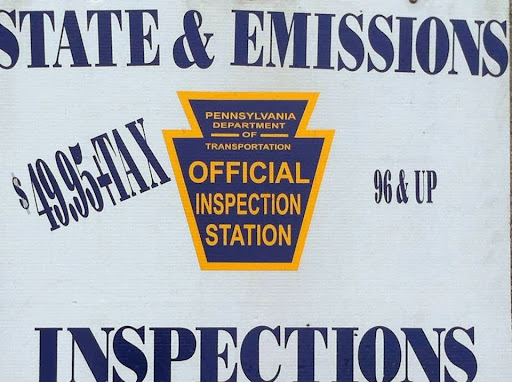 STATE & EMISSIONS
$49.95+TAX
PENNSYLVANIA
DEPARTMENT
OF
TRANSPORTATION
OFFICIAL
INSPECTION
STATION
96 & UP
INSPECTIONS